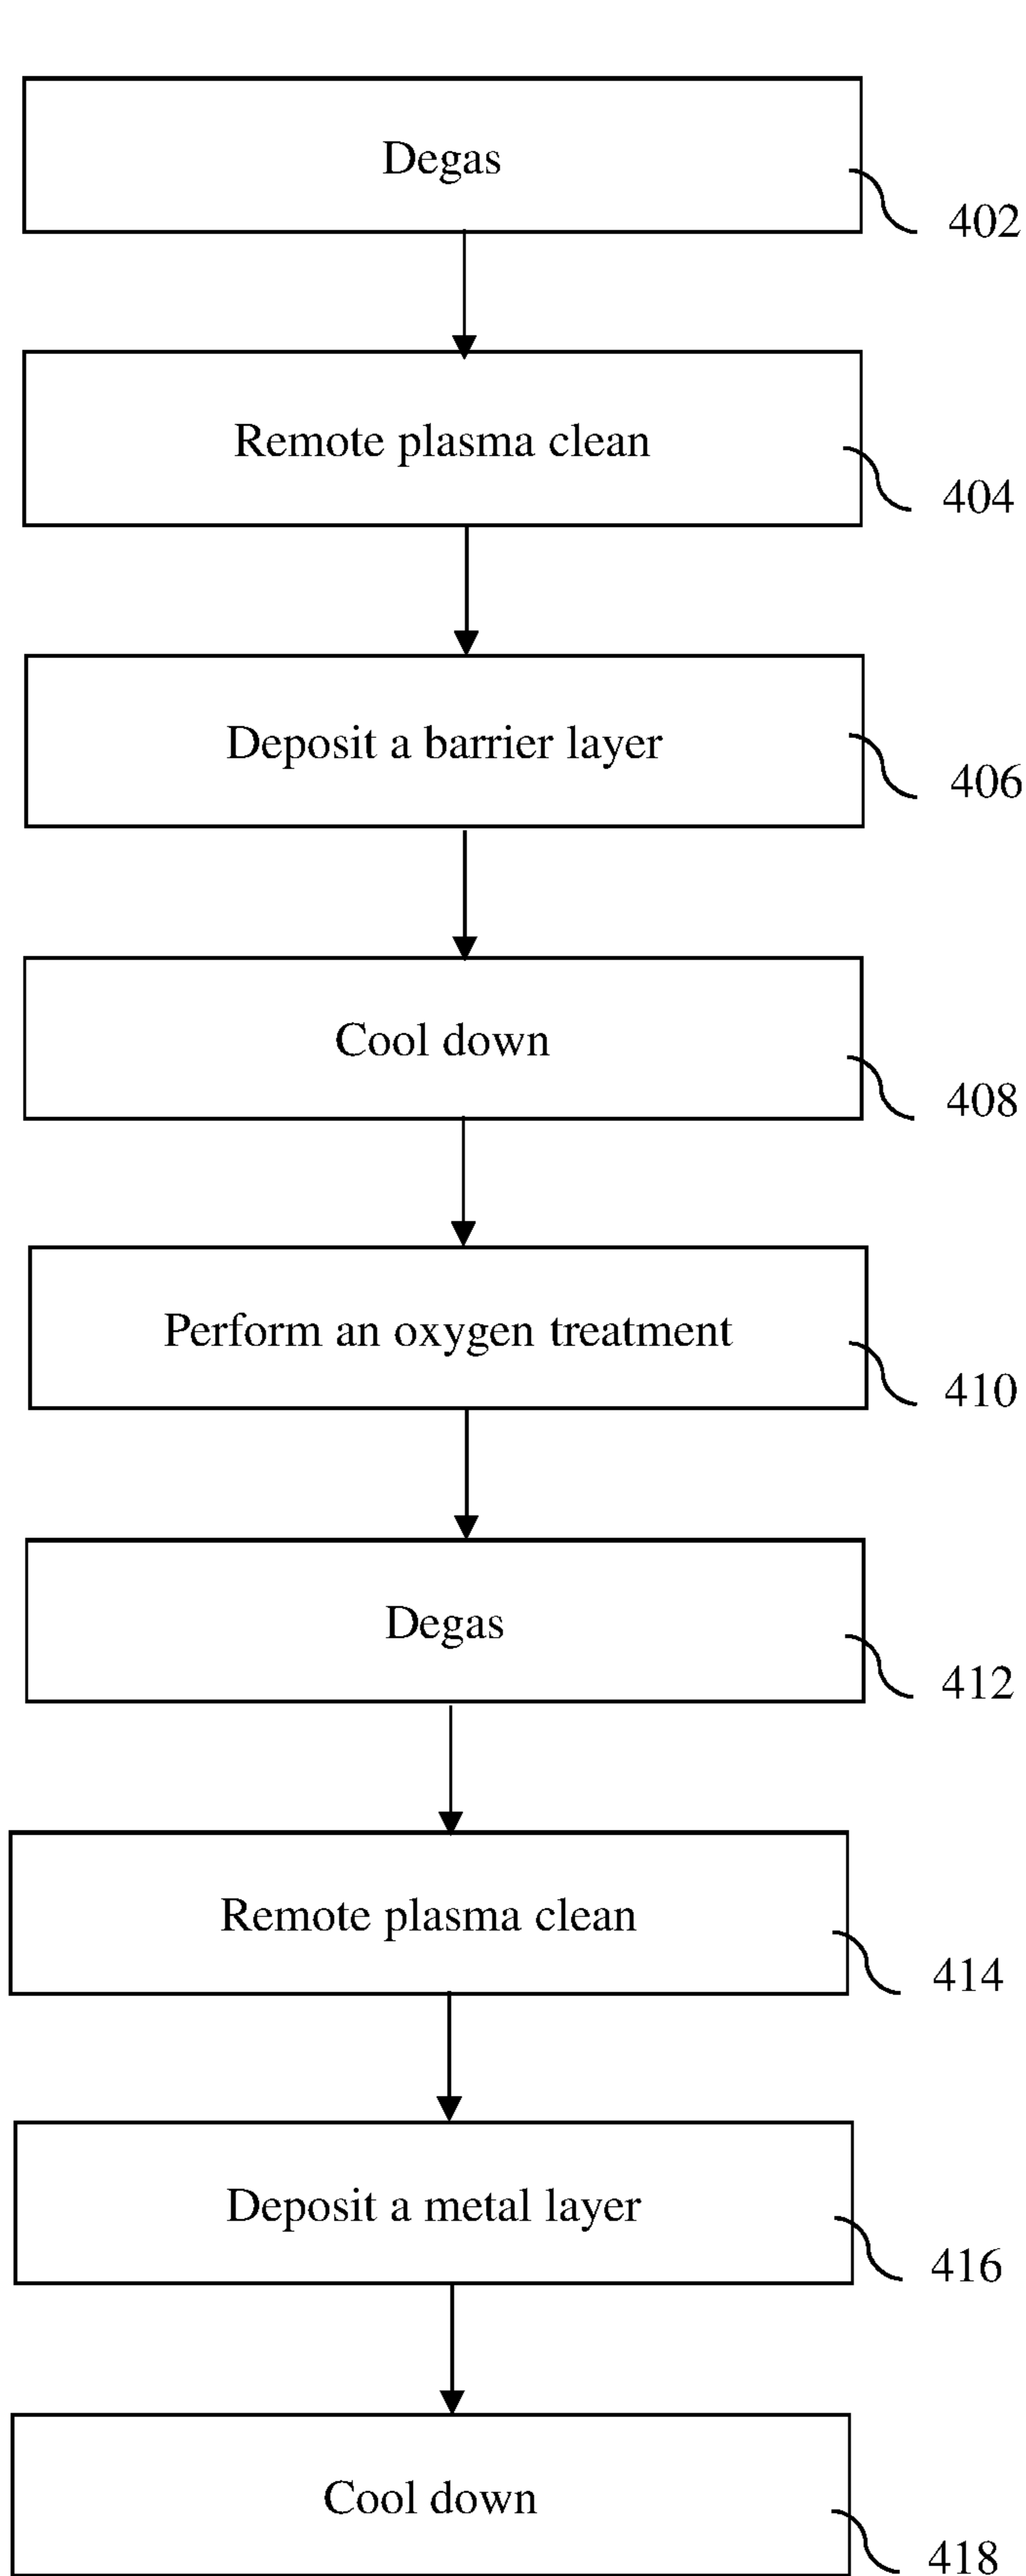 Degas
402
Remote plasma clean
404
Deposit a barrier layer
406
Cool down
408
Perform an oxygen treatment
410
Degas
412
Remote plasma clean
414
Deposit a metal layer
416
Cool down
418